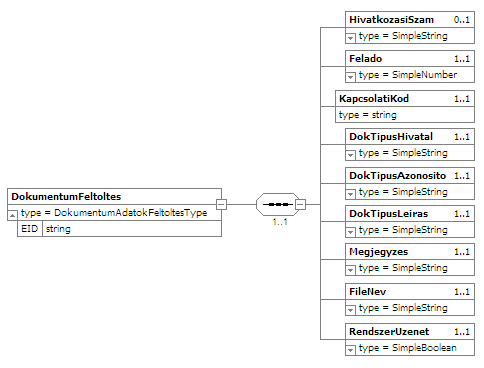 HivatkozasiSzam 0..1
type = SimpleString
Felado 1..1
type = SimpleNumber
KapcsolatiKod 1..1
type = string
DokTipusHivatal 1..1
type = SimpleString
DokTipusAzonosito 1..1
type = SimpleString
DokumentumFeltoltes
type = DokumentumAdatokFeltoltesType
EID string
1..1
DokTipusLeiras 1..1
type = SimpleString
Megjegyzes 1..1
type = SimpleString
FileNev 1..1
type = SimpleString
RendszerUzenet 1..1
type = SimpleBoolean